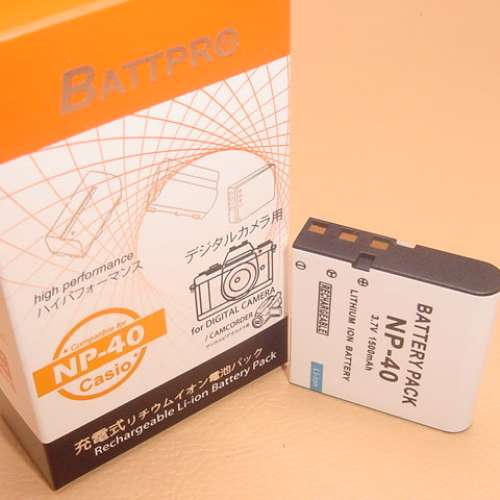 BATTPRO
high performance
ハイパフォーマンス
デジタルカメラ用
for DIGITAL CAMERA
/ CAMCORDER
Compatible for
NP-40
Casio
充電式リチウムイオン電池パック
Rechargeable Li-ion Battery Pack
BATTERY PACK
NP-40
3.7V 1500mAh
LITHIUM ION BATTERY
RECHARGEABLE
Li-ion